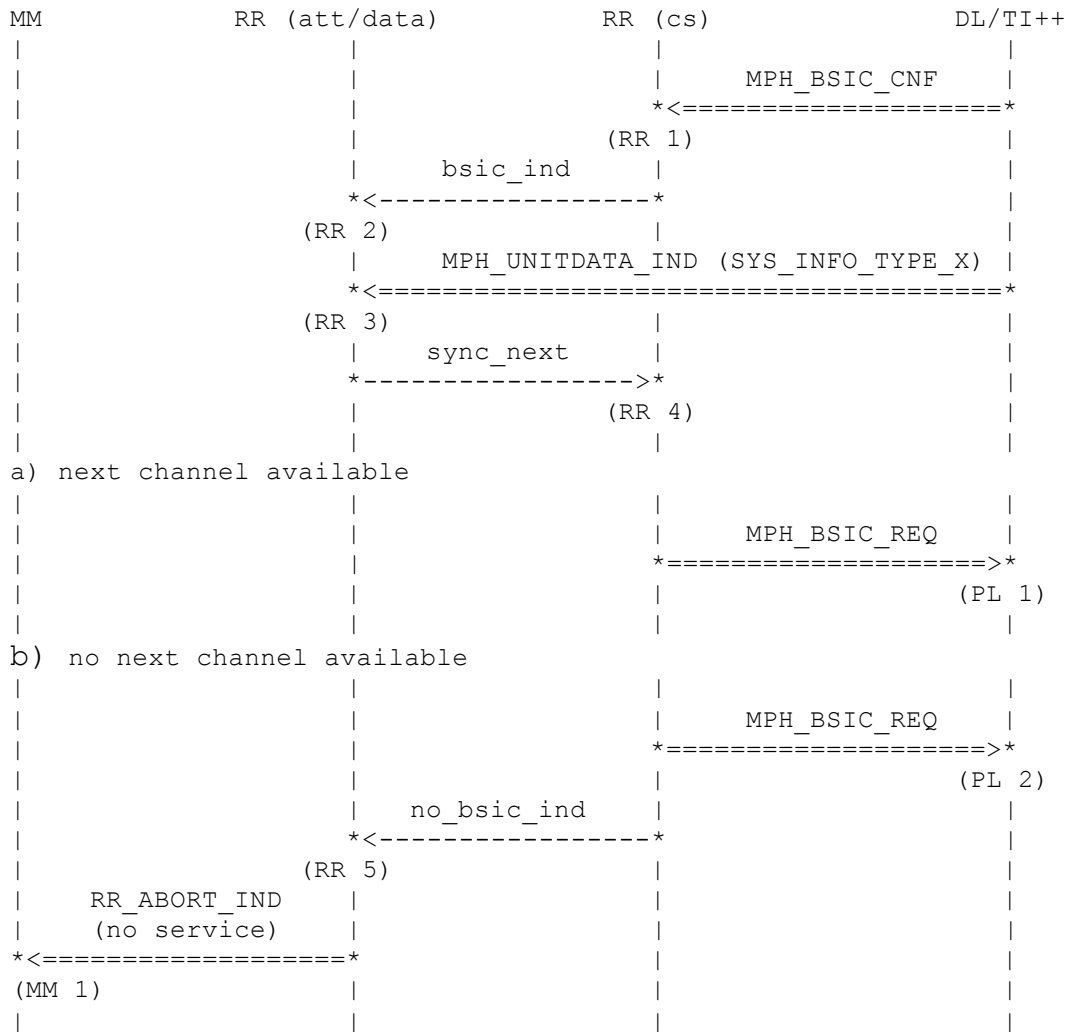 MM RR (att/data) RR (cs) DL/TI++
| | | |
| | | MPH_BSIC_CNF |
| | *<====================*
| | (RR 1) |
| | bsic_ind | |
| *<-----------------* |
| (RR 2) | |
| | MPH_UNITDATA_IND (SYS_INFO_TYPE_X) |
| *<=======================================*
| (RR 3) | |
| | sync_next | |
| *----------------->* |
| | (RR 4) |
| | | |
a) next channel available
| | | |
| | | MPH_BSIC_REQ |
| | *====================>*
| | | (PL 1)
| | | |
b) no next channel available
| | | |
| | | MPH_BSIC_REQ |
| | *====================>*
| | | (PL 2)
| | no_bsic_ind | |
| *<-----------------* |
| (RR 5) | |
| RR_ABORT_IND | | |
| (no service) | | |
*<===================* | |
(MM 1) | | |
| | | |